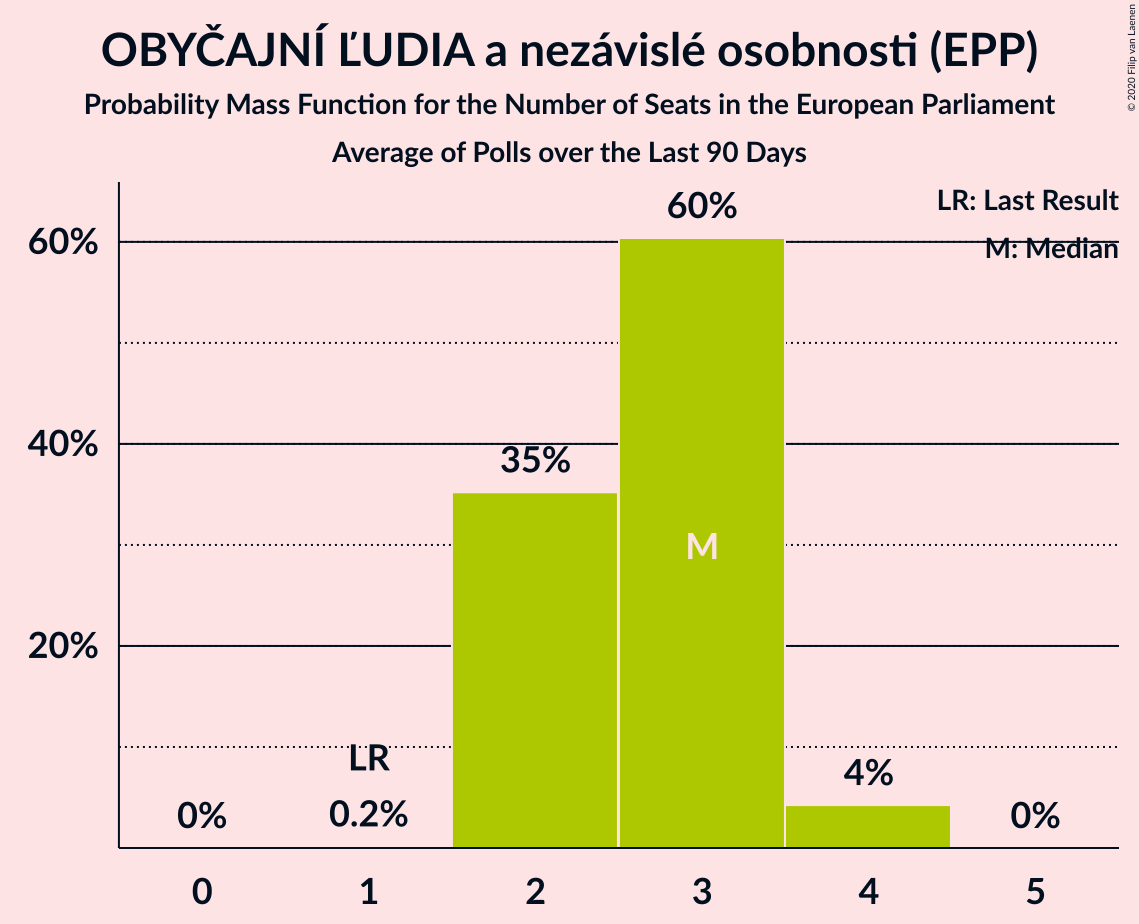 OBYČAJNÍ ĽUDIA a nezávislé osobnosti (EPP)
Probability Mass Function for the Number of Seats in the European Parliament
Average of Polls over the Last 90 Days
© 2020 Filip van Laenen
LR: Last Result
M: Median
60%
40%
20%
0%
LR
0.2%
35%
60%
M
4%
0%
0
1
2
3
4
5